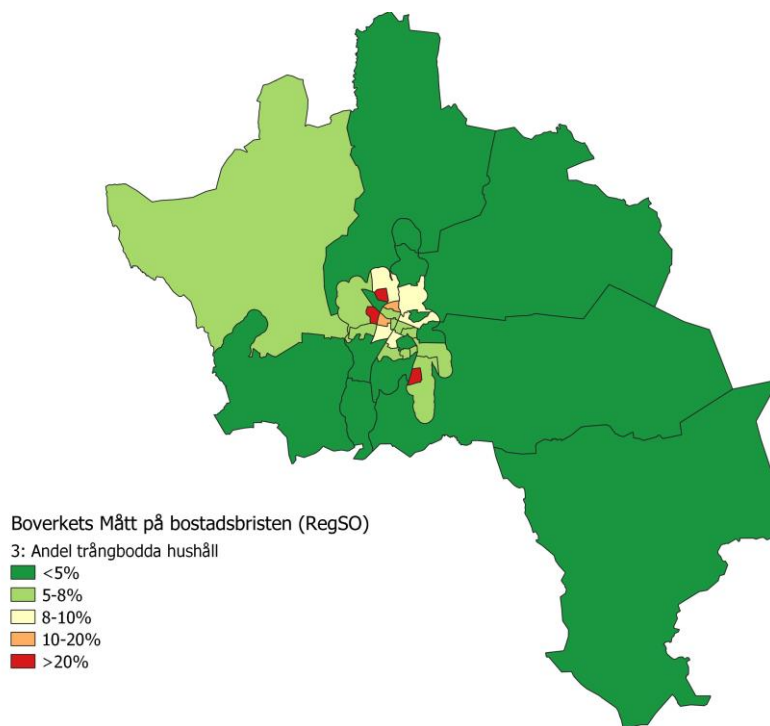 Boverkets Mått på bostadsbristen (RegSO)
3: Andel trångbodda hushåll
<5%
5-8%
8-10%
10-20%
>20%